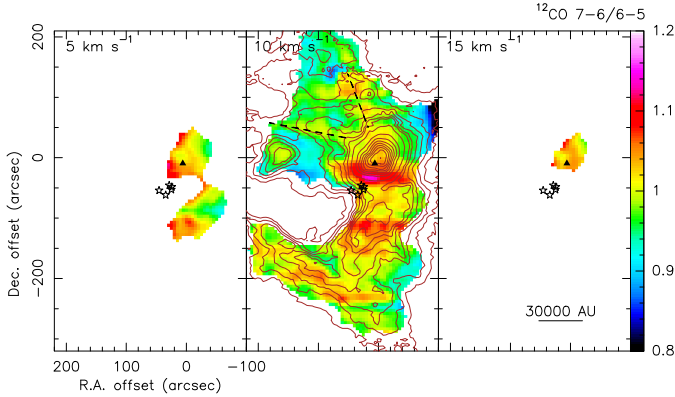 ¹²CO 7−6/6−5
5 km s⁻¹
10 km s⁻¹
15 km s⁻¹
200
0
−200
Dec. offset (arcsec)
1.2
1.1
1
0.9
0.8
30000 AU
200 100 0 −100
−100
R.A. offset (arcsec)